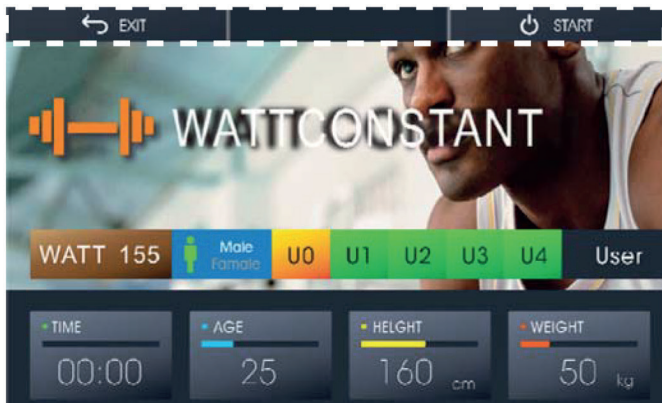 EXIT START
WATTCONSTANT
WATT 155 Male Famale U0 U1 U2 U3 U4 User
TIME AGE HELGHT WEIGHT
00:00 25 160 cm 50 kg